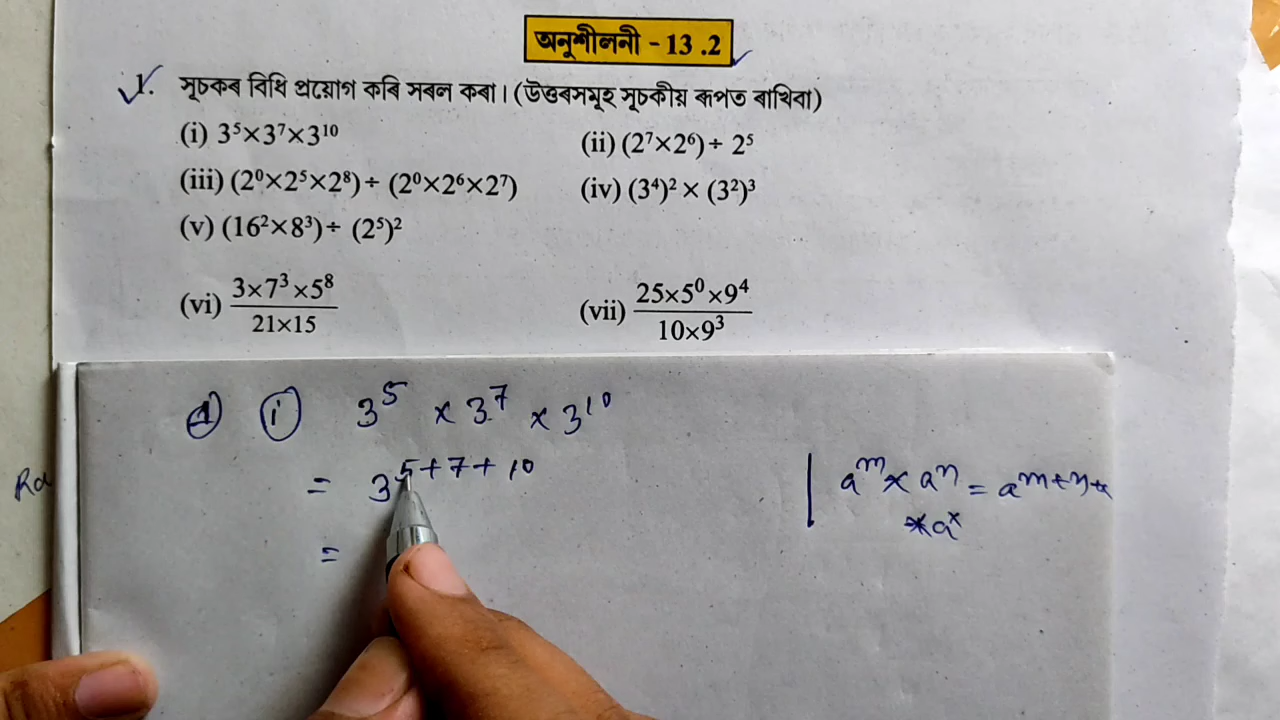 অনুশীলনী - 13.2
1. সূচকৰ বিধি প্ৰয়োগ কৰি সৰল কৰা। (উত্তৰসমূহ সূচকীয় ৰূপত ৰাখিবা)
(i) 3⁵×3⁷×3¹⁰ (ii) (2⁷×2⁶) ÷ 2⁵
(iii) (2⁰×2⁵×2⁸) ÷ (2⁰×2⁶×2⁷) (iv) (3⁴)² × (3²)³
(v) (16²×8³) ÷ (2⁵)²
(vi) 3×7³×5⁸ / 21×15 (vii) 25×5⁰×9⁴ / 10×9³
1 (i) 3⁵ × 3⁷ × 3¹⁰
= 3⁵⁺⁷⁺¹⁰
=
aᵐ × aⁿ = aᵐ⁺ⁿ⁺ˣ
× aˣ